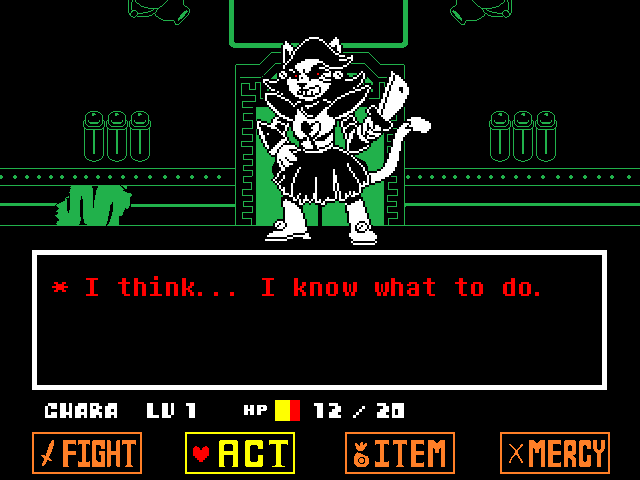 * I think... I know what to do.
CHARA LV 1 HP 12 / 20
FIGHT ACT ITEM MERCY